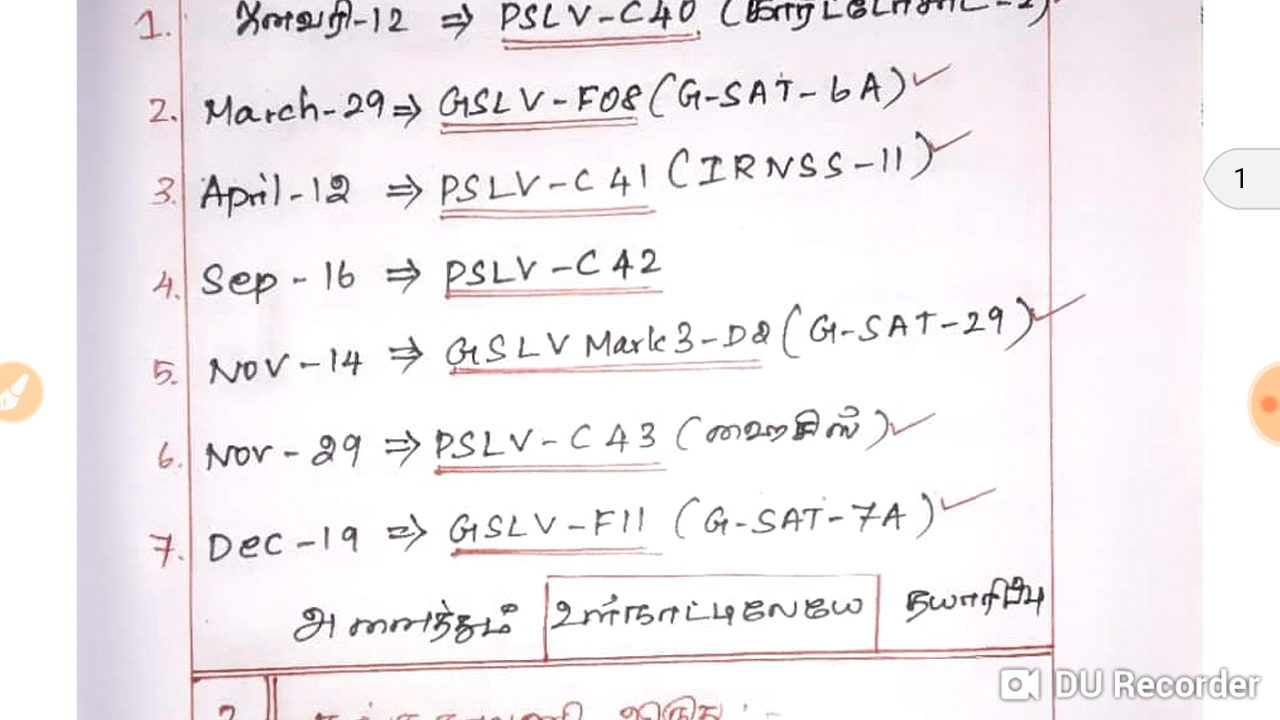 1. ஜனவரி-12 ⇒ PSLV-C40 (கார்ட்டோசாட்-2)
2. March-29 ⇒ GSLV-F08 (G-SAT-6A) ✓
3. April-12 ⇒ PSLV-C41 (IRNSS-1I) ✓
4. Sep-16 ⇒ PSLV-C42
5. Nov-14 ⇒ GSLV Mark 3-D2 (G-SAT-29) ✓
6. Nov-29 ⇒ PSLV-C43 (ஹைசிஸ்) ✓
7. Dec-19 ⇒ GSLV-F11 (G-SAT-7A) ✓
அனைத்தும் உள்நாட்டிலேயே தயாரிப்பு
1
DU Recorder